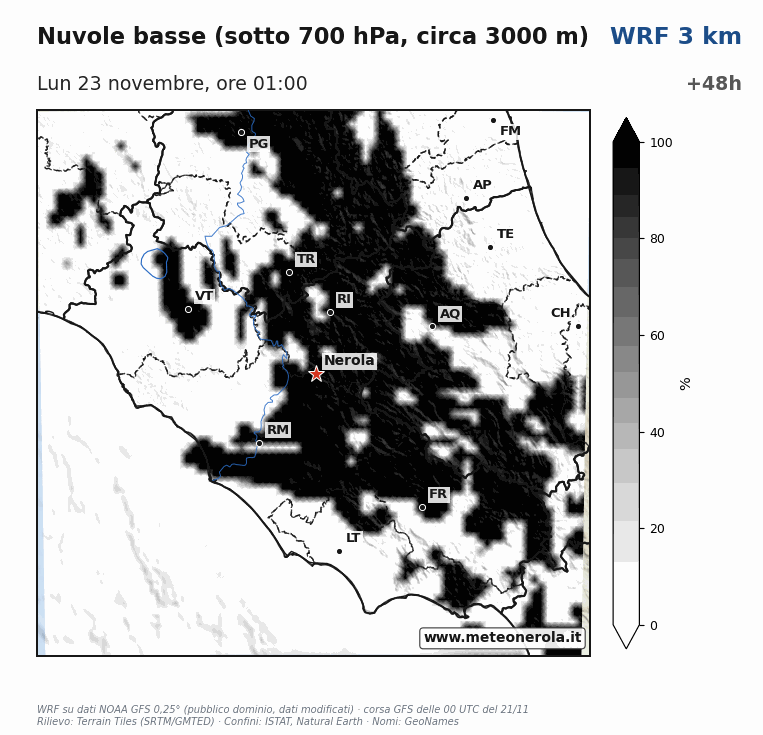 Nuvole basse (sotto 700 hPa, circa 3000 m) WRF 3 km
Lun 23 novembre, ore 01:00 +48h
FM
PG
AP
TE
TR
VT
RI
AQ
CH.
Nerola
RM
FR
LT
www.meteonerola.it
100
80
60
40
20
0
%
WRF su dati NOAA GFS 0,25° (pubblico dominio, dati modificati) · corsa GFS delle 00 UTC del 21/11
Rilievo: Terrain Tiles (SRTM/GMTED) · Confini: ISTAT, Natural Earth · Nomi: GeoNames